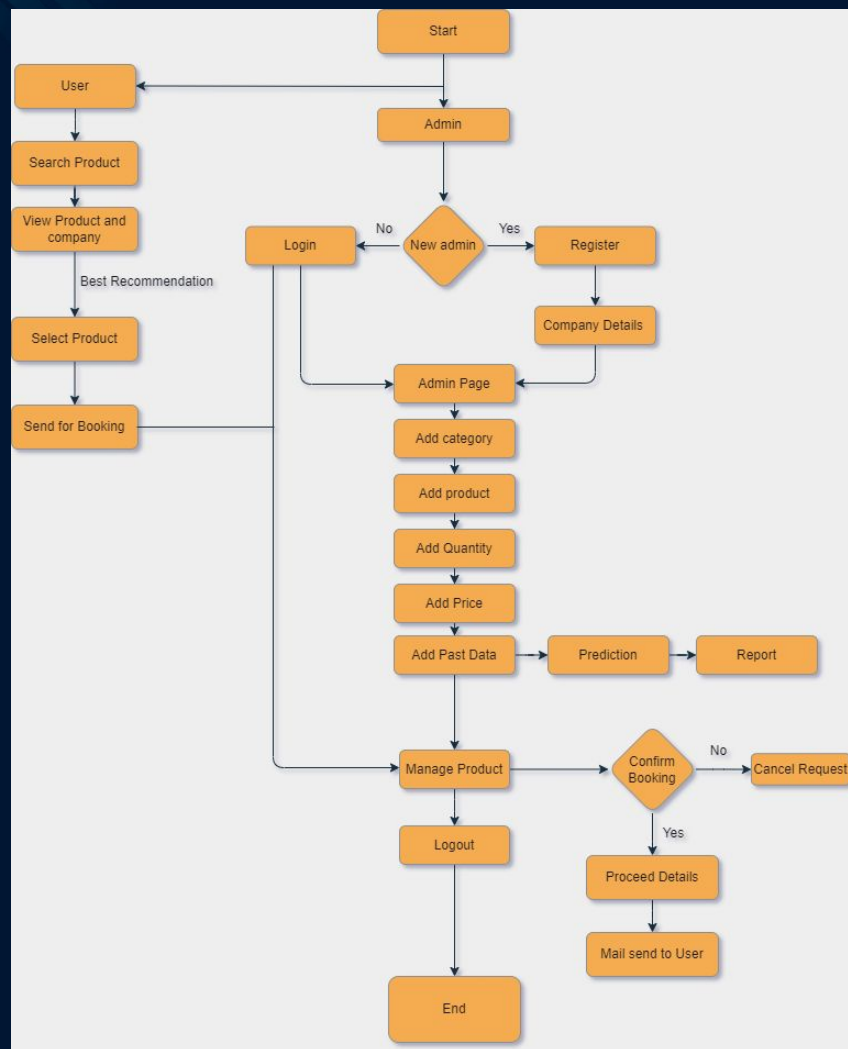 Start
User
Admin
Search Product
View Product and
company
No
Yes
Login
New admin
Register
Best Recommendation
Company Details
Select Product
Admin Page
Send for Booking
Add category
Add product
Add Quantity
Add Price
Add Past Data
Prediction
Report
Manage Product
Confirm
Booking
No
Cancel Request
Yes
Logout
Proceed Details
Mail send to User
End